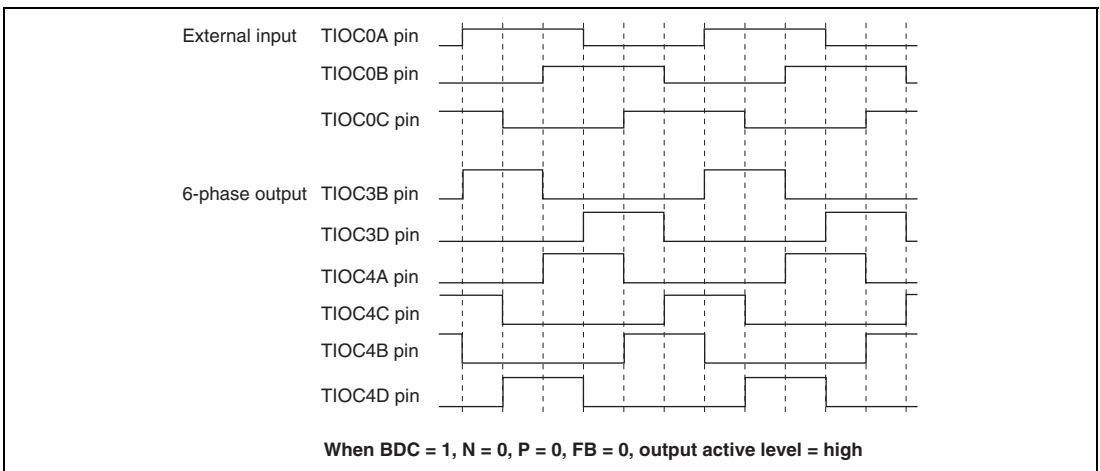 External input TIOC0A pin
TIOC0B pin
TIOC0C pin
6-phase output TIOC3B pin
TIOC3D pin
TIOC4A pin
TIOC4C pin
TIOC4B pin
TIOC4D pin
When BDC = 1, N = 0, P = 0, FB = 0, output active level = high